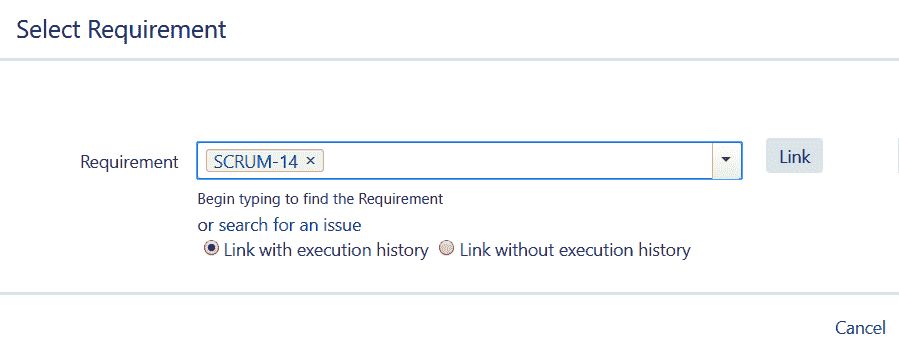 Select Requirement
Requirement SCRUM-14 × Link
Begin typing to find the Requirement
or search for an issue
Link with execution history Link without execution history
Cancel